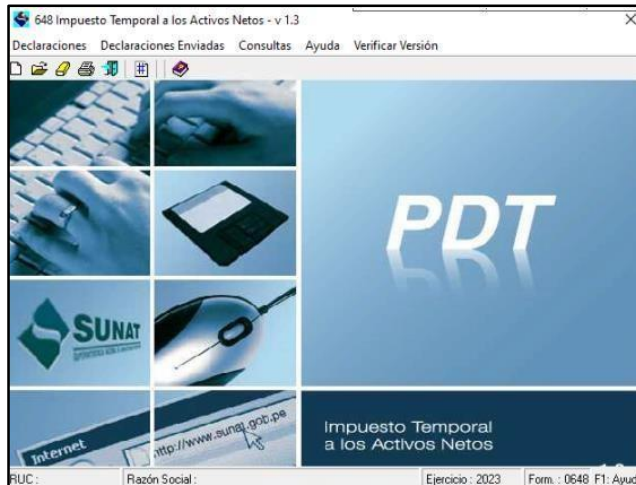 648 Impuesto Temporal a los Activos Netos - v 1.3
Declaraciones Declaraciones Enviadas Consultas Ayuda Verificar Versión
PDT
SUNAT
Internet
http://www.sunat.gob.pe
Impuesto Temporal
a los Activos Netos
RUC : Razón Social : Ejercicio : 2023 Form. : 0648 F1: Ayud